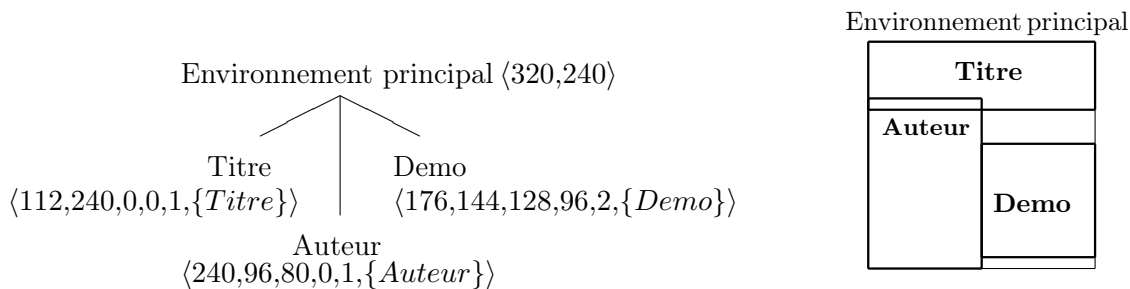 Environnement principal
Environnement principal ⟨320,240⟩
Titre
Auteur
Titre
Demo
⟨112,240,0,0,1,{Titre}⟩
⟨176,144,128,96,2,{Demo}⟩
Demo
Auteur
⟨240,96,80,0,1,{Auteur}⟩